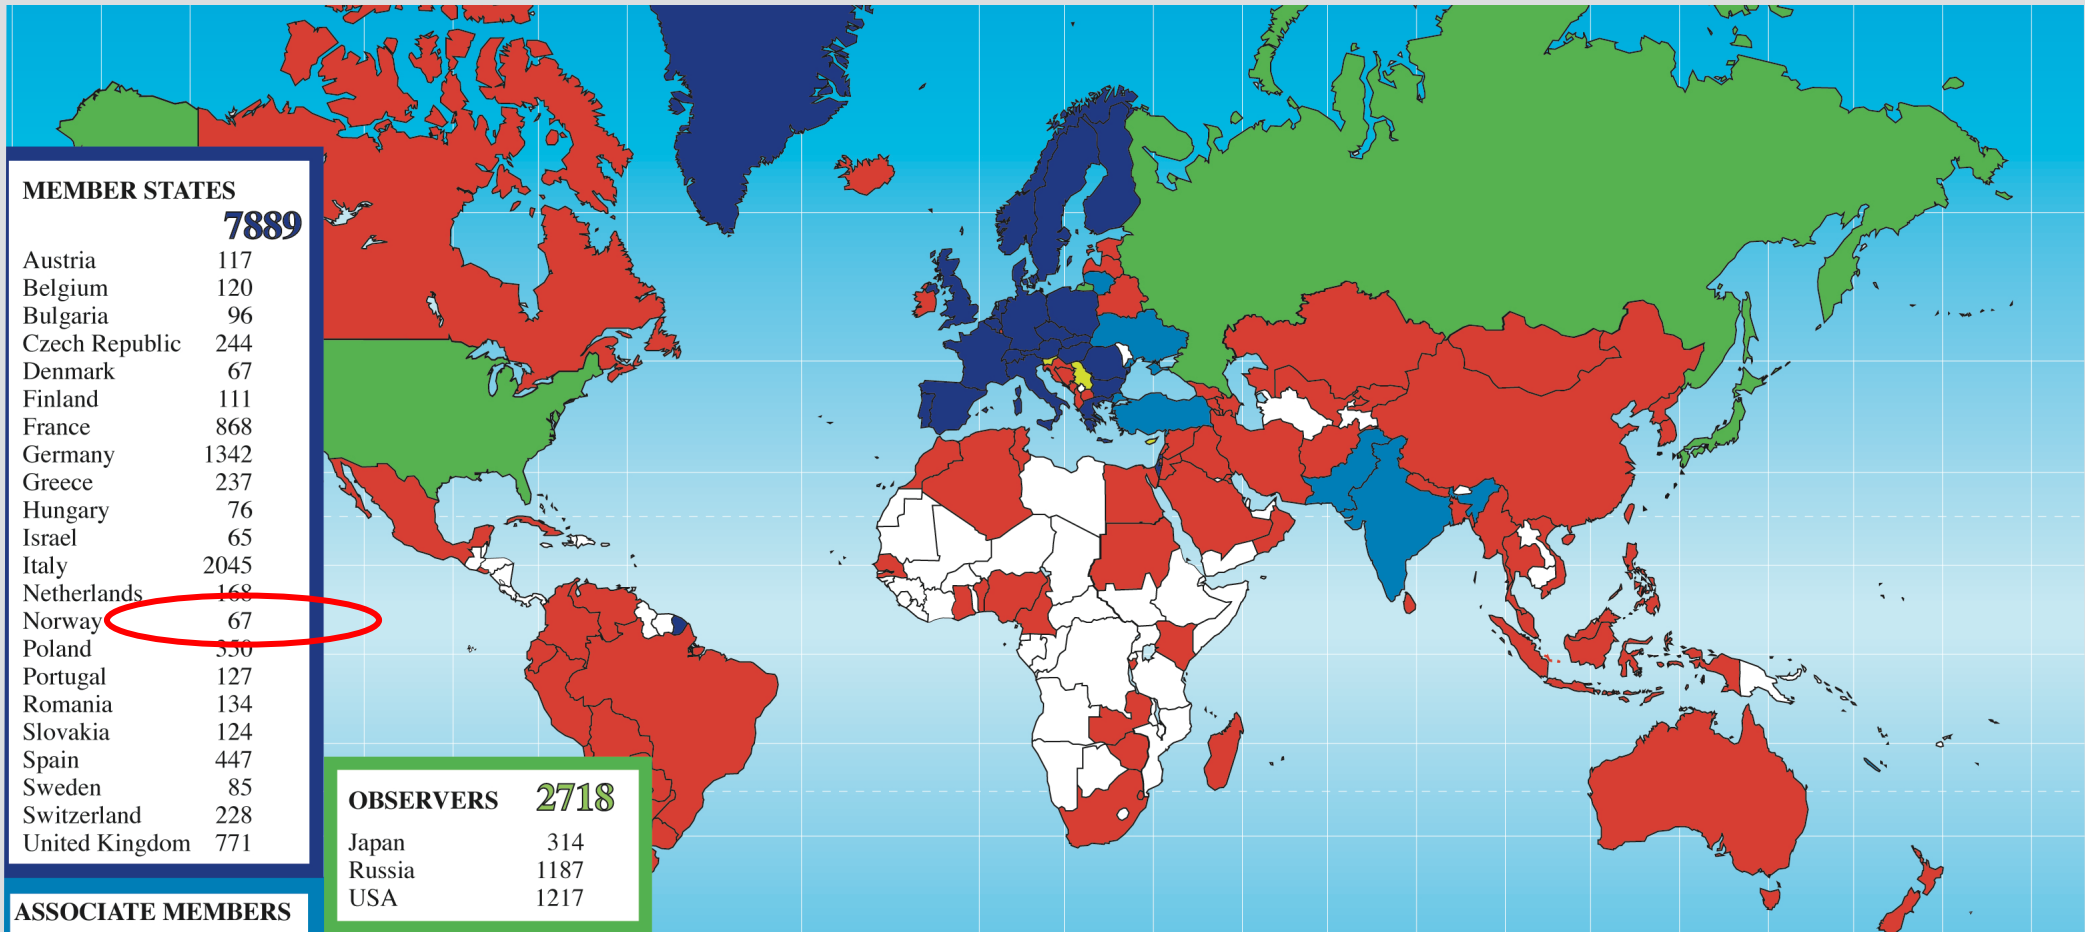 MEMBER STATES
7889
Austria 117
Belgium 120
Bulgaria 96
Czech Republic 244
Denmark 67
Finland 111
France 868
Germany 1342
Greece 237
Hungary 76
Israel 65
Italy 2045
Netherlands 168
Norway 67
Poland 350
Portugal 127
Romania 134
Slovakia 124
Spain 447
Sweden 85
Switzerland 228
United Kingdom 771
ASSOCIATE MEMBERS
OBSERVERS 2718
Japan 314
Russia 1187
USA 1217